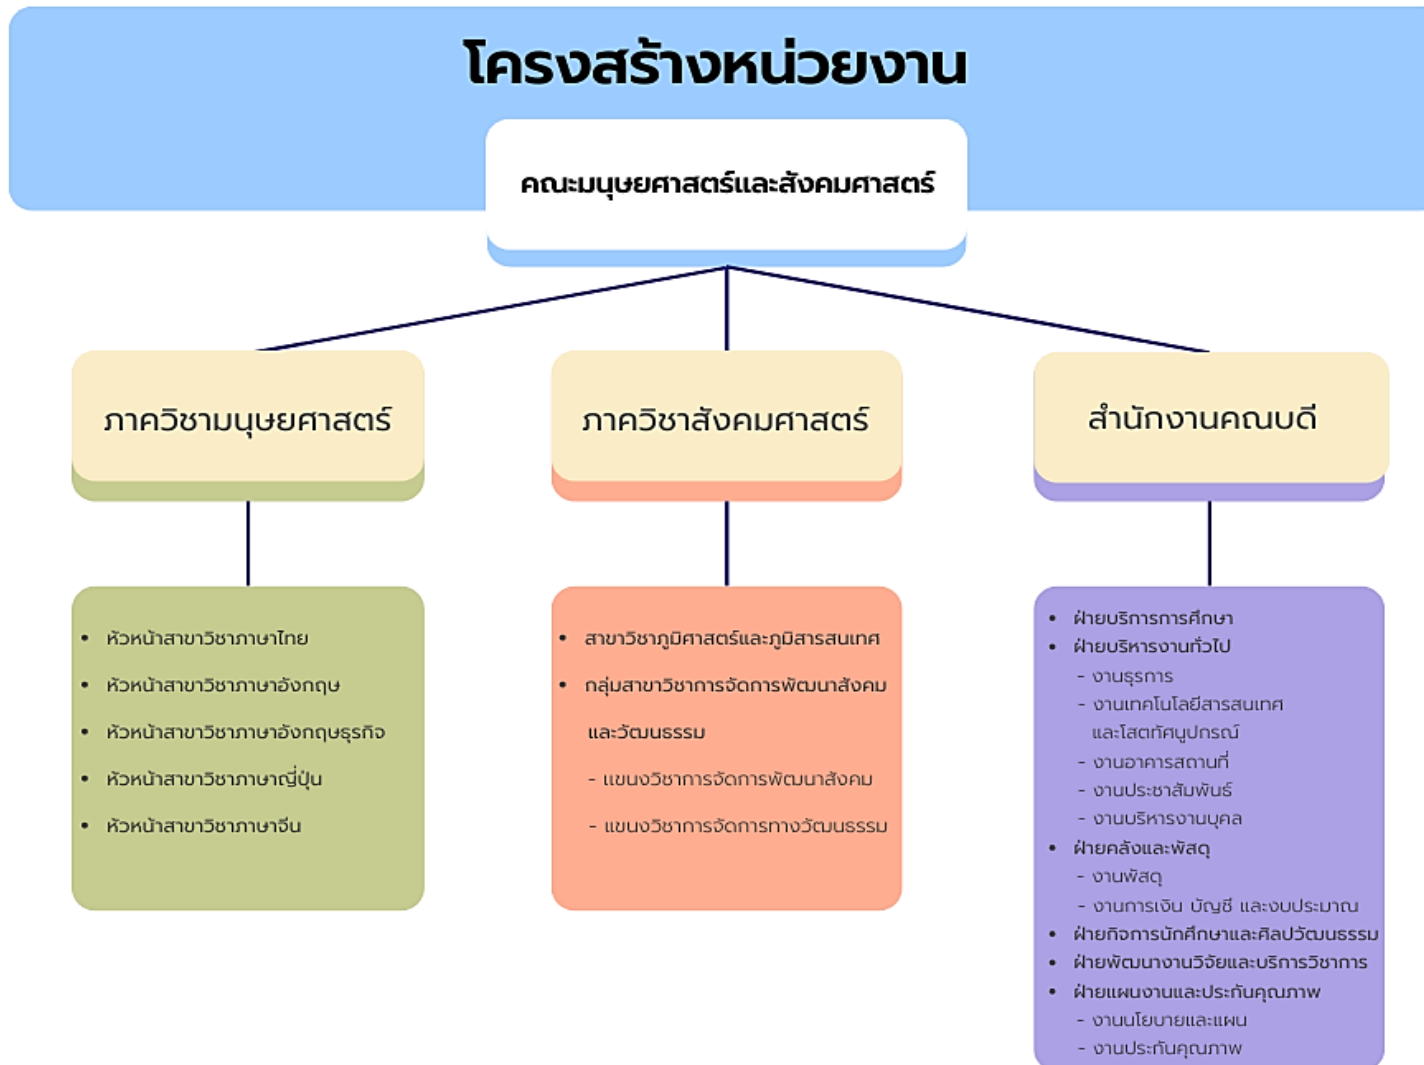 โครงสร้างหน่วยงาน
คณะมนุษยศาสตร์และสังคมศาสตร์
ภาควิชามนุษยศาสตร์
ภาควิชาสังคมศาสตร์
สำนักงานคณบดี
• หัวหน้าสาขาวิชาภาษาไทย
• หัวหน้าสาขาวิชาภาษาอังกฤษ
• หัวหน้าสาขาวิชาภาษาอังกฤษธุรกิจ
• หัวหน้าสาขาวิชาภาษาญี่ปุ่น
• หัวหน้าสาขาวิชาภาษาจีน
• สาขาวิชาภูมิศาสตร์และภูมิสารสนเทศ
• กลุ่มสาขาวิชาการจัดการพัฒนาสังคม
และวัฒนธรรม
- แขนงวิชาการจัดการพัฒนาสังคม
- แขนงวิชาการจัดการทางวัฒนธรรม
• ฝ่ายบริการการศึกษา
• ฝ่ายบริหารงานทั่วไป
- งานธุรการ
- งานเทคโนโลยีสารสนเทศ
และโสตทัศนูปกรณ์
- งานอาคารสถานที่
- งานประชาสัมพันธ์
- งานบริหารงานบุคล
• ฝ่ายคลังและพัสดุ
- งานพัสดุ
- งานการเงิน บัญชี และงบประมาณ
• ฝ่ายกิจการนักศึกษาและศิลปวัฒนธรรม
• ฝ่ายพัฒนางานวิจัยและบริการวิชาการ
• ฝ่ายแผนงานและประกันคุณภาพ
- งานนโยบายและแผน
- งานประกันคุณภาพ